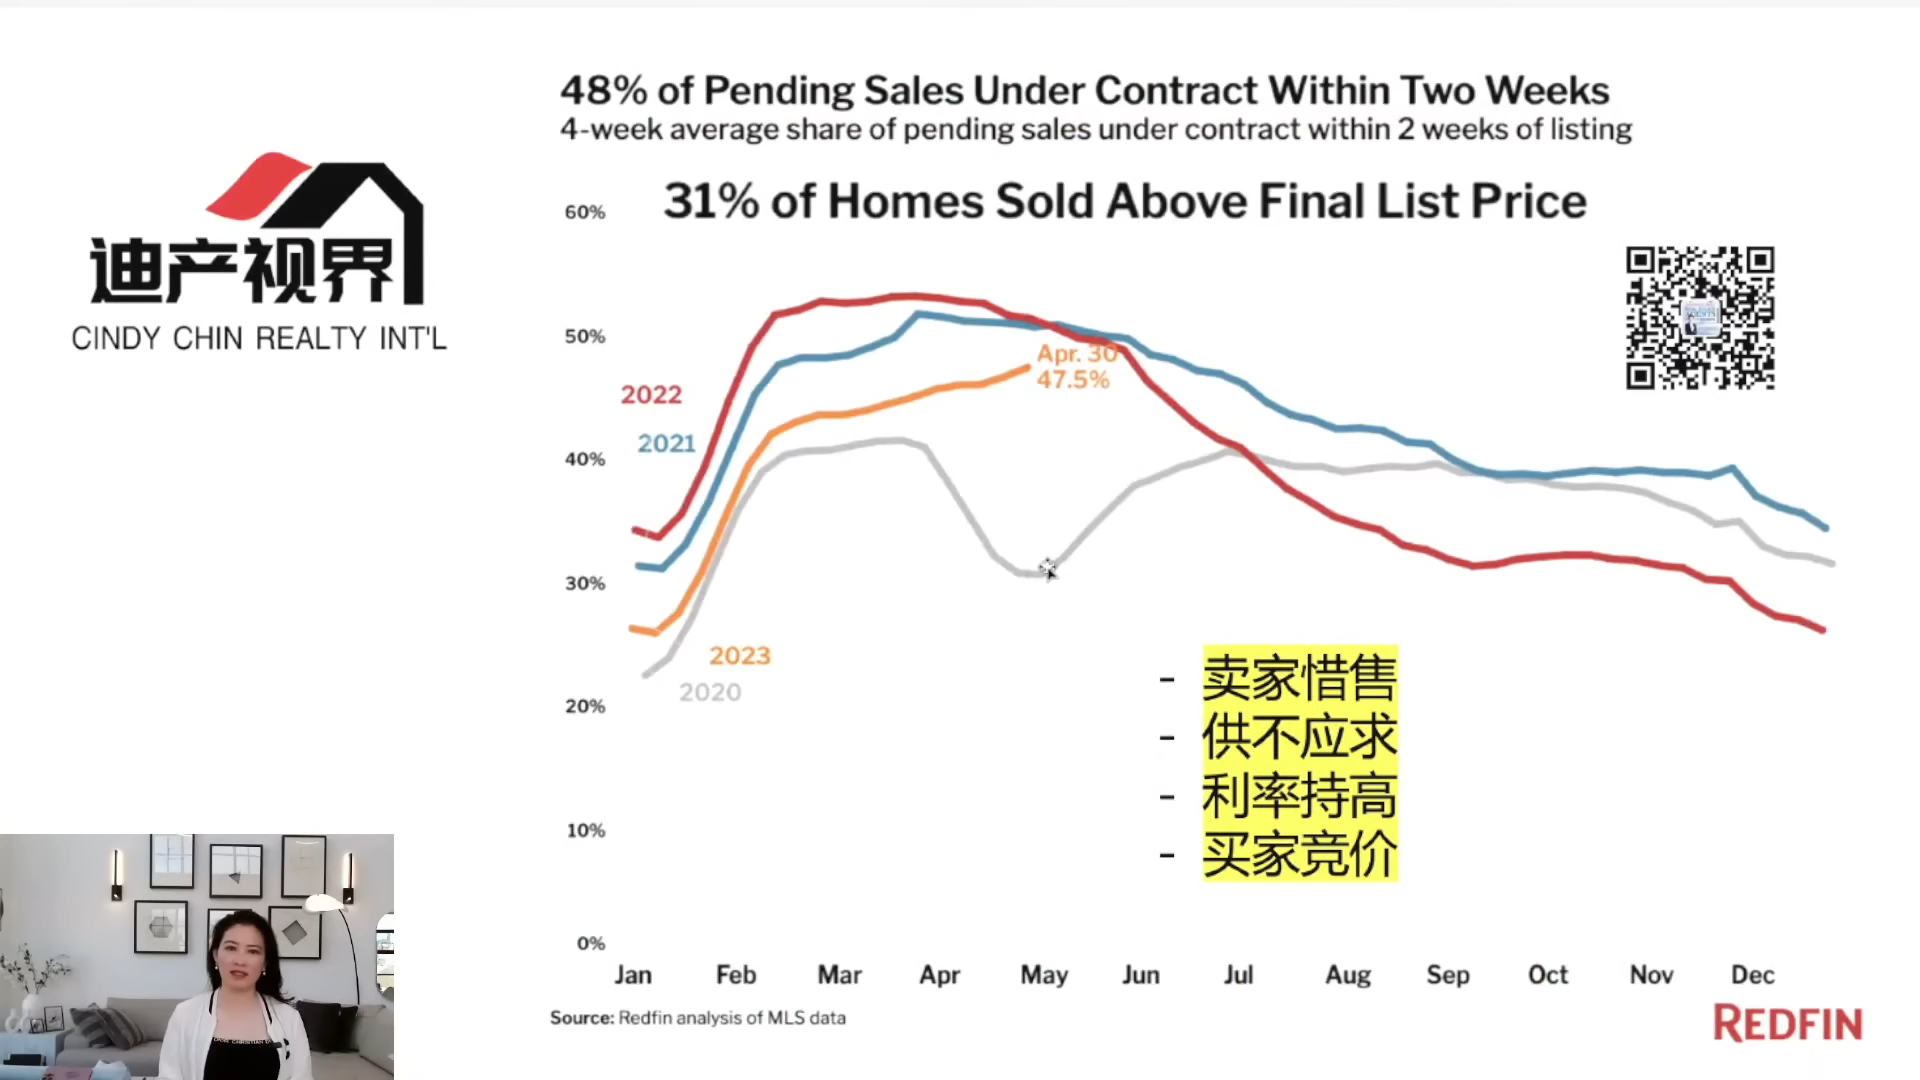 48% of Pending Sales Under Contract Within Two Weeks
4-week average share of pending sales under contract within 2 weeks of listing
31% of Homes Sold Above Final List Price
迪产视界
CINDY CHIN REALTY INT'L
60%
50%
40%
30%
20%
10%
0%
2022
2021
Apr. 30
47.5%
2023
2020
- 卖家惜售
- 供不应求
- 利率持高
- 买家竞价
Jan Feb Mar Apr May Jun Jul Aug Sep Oct Nov Dec
Source: Redfin analysis of MLS data
REDFIN